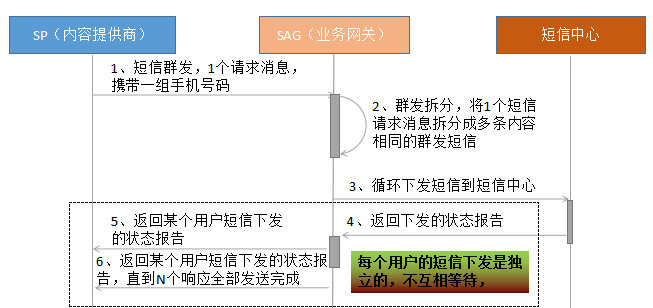 SP（内容提供商）
SAG（业务网关）
短信中心
1、短信群发，1个请求消息，
携带一组手机号码
2、群发拆分，将1个短信
请求消息拆分成多条内容
相同的群发短信
3、循环下发短信到短信中心
4、返回下发的状态报告
5、返回某个用户短信下发
的状态报告
6、返回某个用户短信下发的状态报
告，直到N个响应全部发送完成
每个用户的短信下发是独
立的，不互相等待，